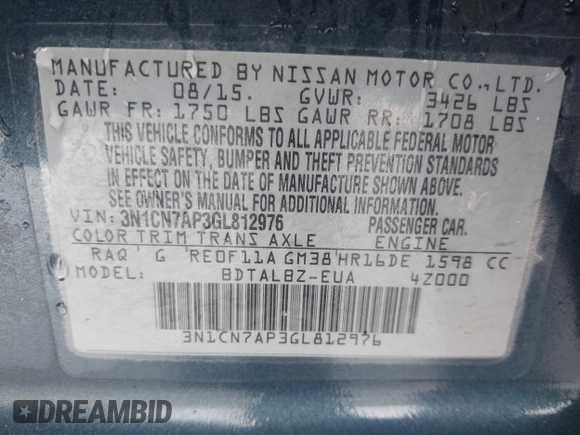 MANUFACTURED BY NISSAN MOTOR CO., LTD.
DATE: 08/15. GVWR: 3426 LBS
GAWR FR: 1750 LBS GAWR RR: 1708 LBS
THIS VEHICLE CONFORMS TO ALL APPLICABLE FEDERAL MOTOR
VEHICLE SAFETY, BUMPER AND THEFT PREVENTION STANDARDS
IN EFFECT ON THE DATE OF MANUFACTURE SHOWN ABOVE.
SEE OWNER'S MANUAL FOR ADDITIONAL INFORMATION.
VIN: 3N1CN7AP3GL812976 PASSENGER CAR.
COLOR TRIM TRANS AXLE ENGINE
RAQ G RE0F11A GM38 HR16DE 1598 CC
BDTALBZ-EUA 4Z000
3N1CN7AP3GL812976
DREAMBID